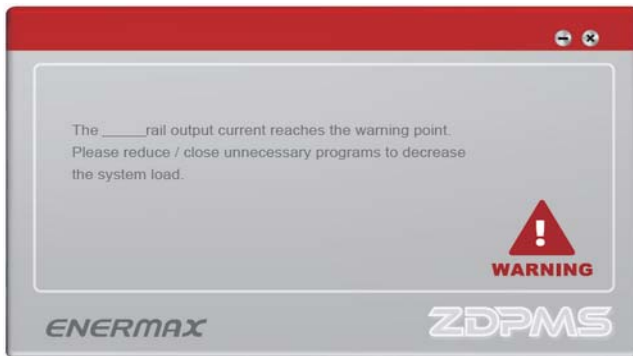 The _____rail output current reaches the warning point.
Please reduce / close unnecessary programs to decrease
the system load.
!
WARNING
ENERMAX
ZDPMS